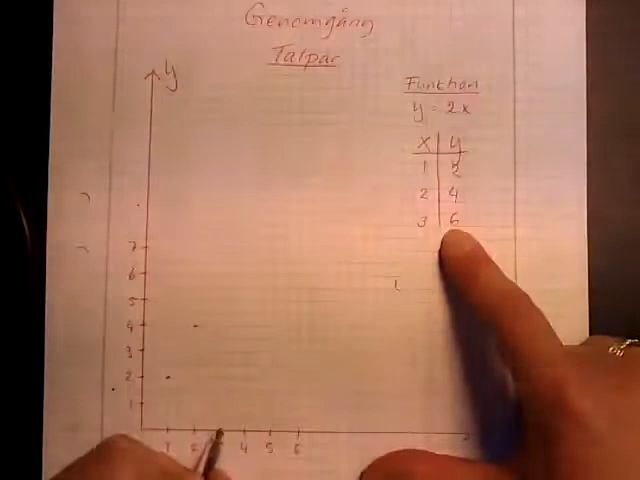 Genomgång
Talpar
Funktion
y = 2x
x y
1 2
2 4
3 6
y
7
6
5
4
3
2
1
1 2 4 5 6